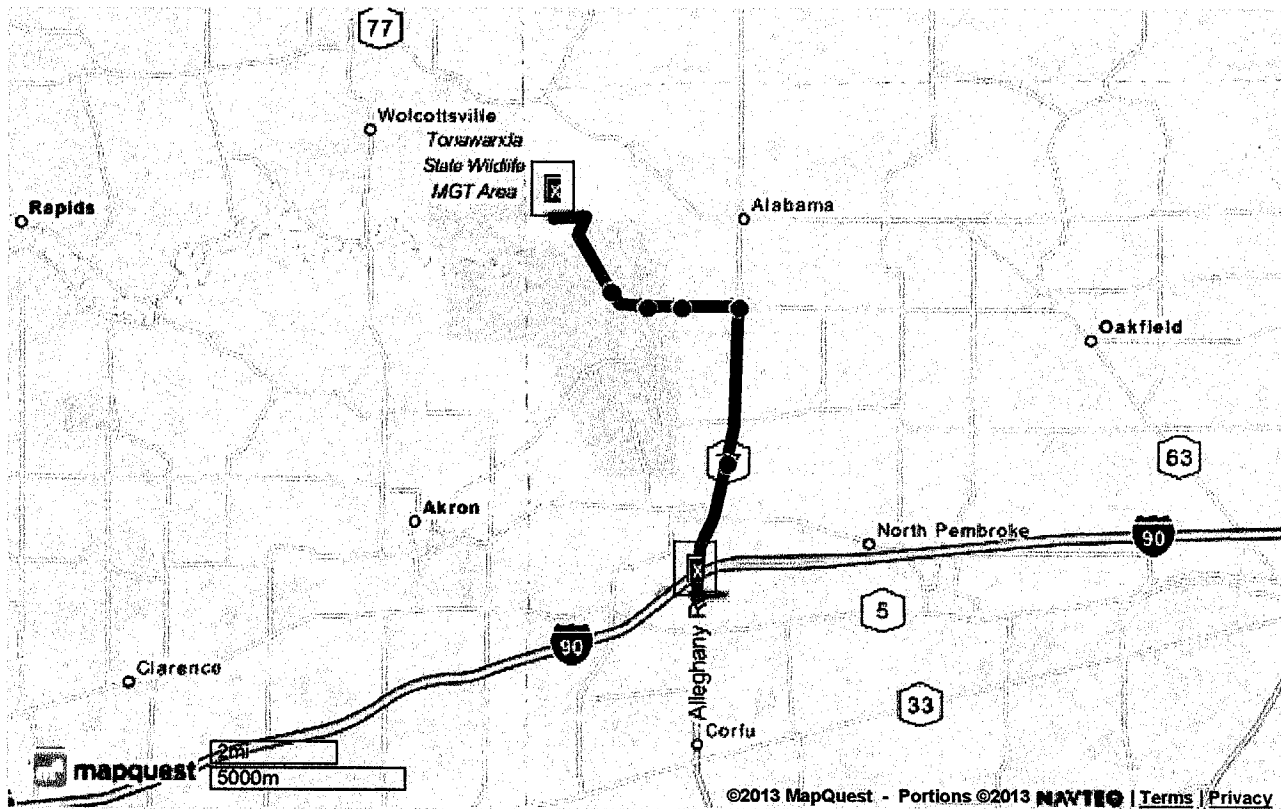 77
Wolcottsville
Tonawanda
State Wildlife
MGT Area
Rapids
Alabama
Oakfield
63
Akron
North Pembroke
90
5
90
Alleghany R
Clarence
33
Corfu
2mi
mapquest
5000m
©2013 MapQuest - Portions ©2013 NAVTEQ | Terms | Privacy